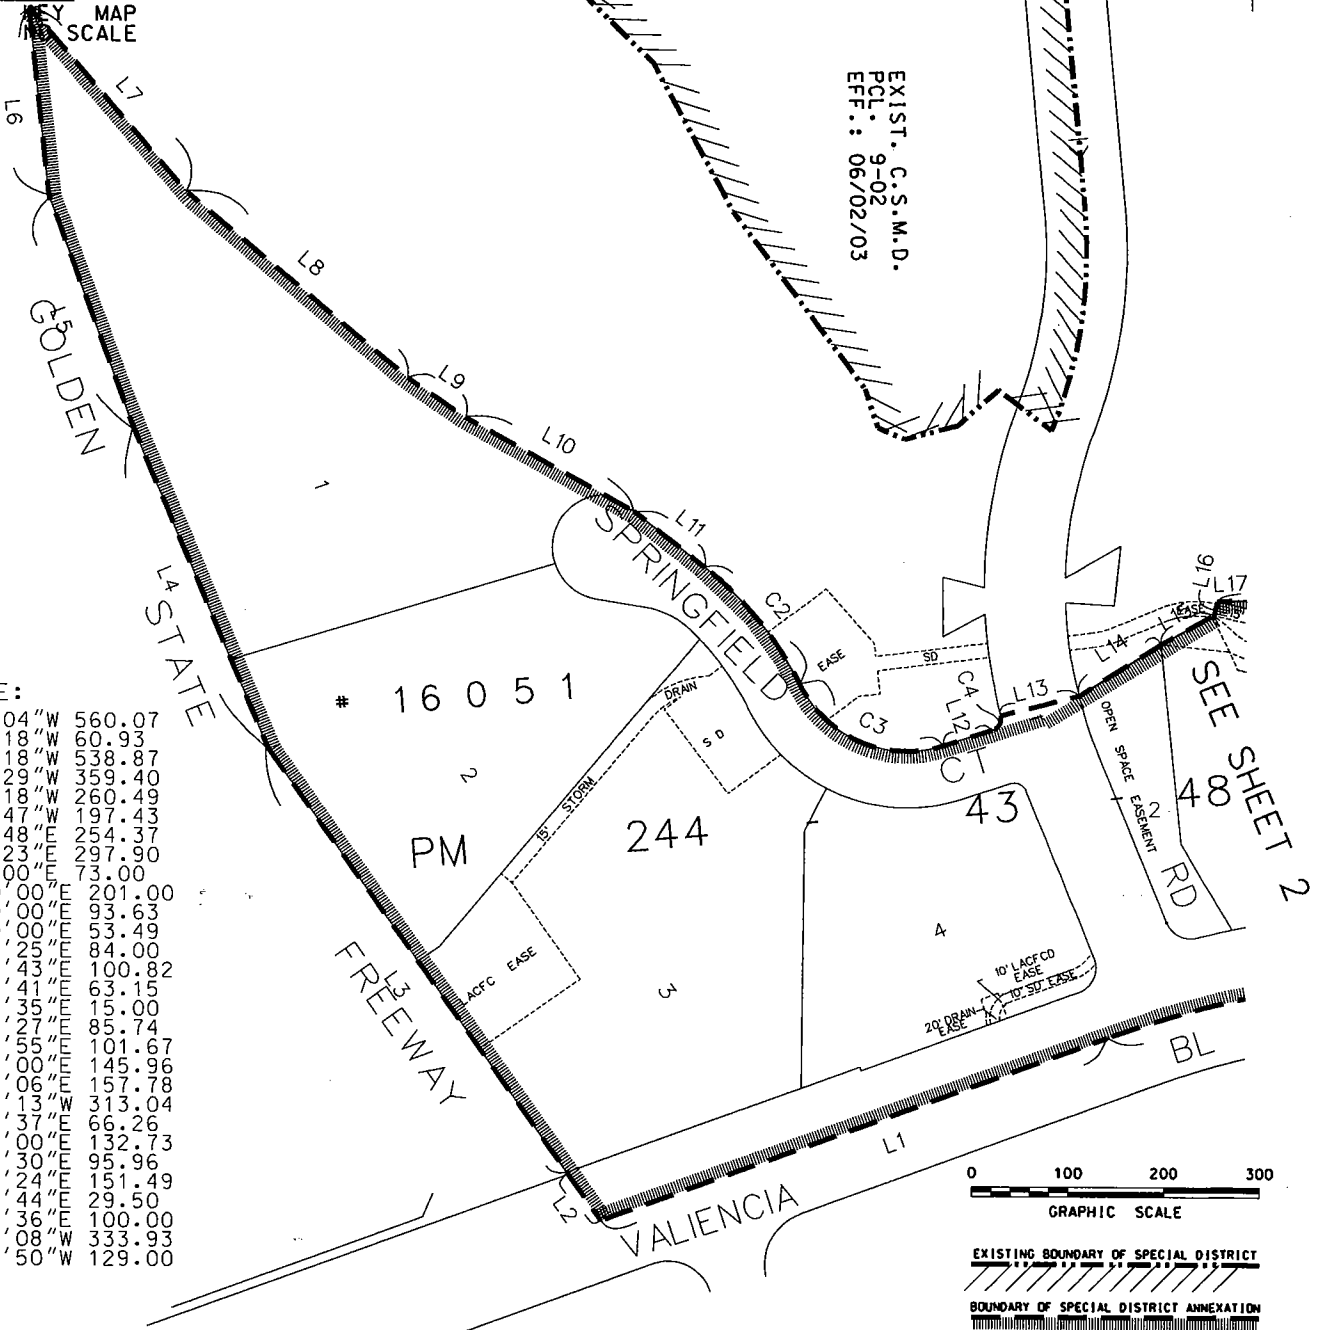 KEY MAP
NO SCALE
L6
L7
L8
L9
L10
L11
C2
C3
L12
C4
L13
L14
L16
L17
L5
L4
L3
L2
L1
GOLDEN
STATE
FREEWAY
EXIST. C.S.M.D.
PCL. 9-02
EFF.: 06/02/03
SPRINGFIELD
CT
1
* 16051
2
PM
244
43
48
2
3
4
DRAIN
15' STORM
S D
EASE
SD
EASE
LACFC EASE
OPEN SPACE EASEMENT
RD
SEE SHEET 2
10' LACFCD
EASE
10' SD EASE
20' DRAIN
EASE
VALIENCIA
BL
E:
04"W 560.07
18"W 60.93
18"W 538.87
29"W 359.40
18"W 260.49
47"W 197.43
48"E 254.37
23"E 297.90
00"E 73.00
'00"E 201.00
'00"E 93.63
'00"E 53.49
'25"E 84.00
'43"E 100.82
'41"E 63.15
'35"E 15.00
'27"E 85.74
'55"E 101.67
'00"E 145.96
'06"E 157.78
'13"W 313.04
'37"E 66.26
'00"E 132.73
'30"E 95.96
'24"E 151.49
'44"E 29.50
'36"E 100.00
'08"W 333.93
'50"W 129.00
0 100 200 300
GRAPHIC SCALE
EXISTING BOUNDARY OF SPECIAL DISTRICT
BOUNDARY OF SPECIAL DISTRICT ANNEXATION